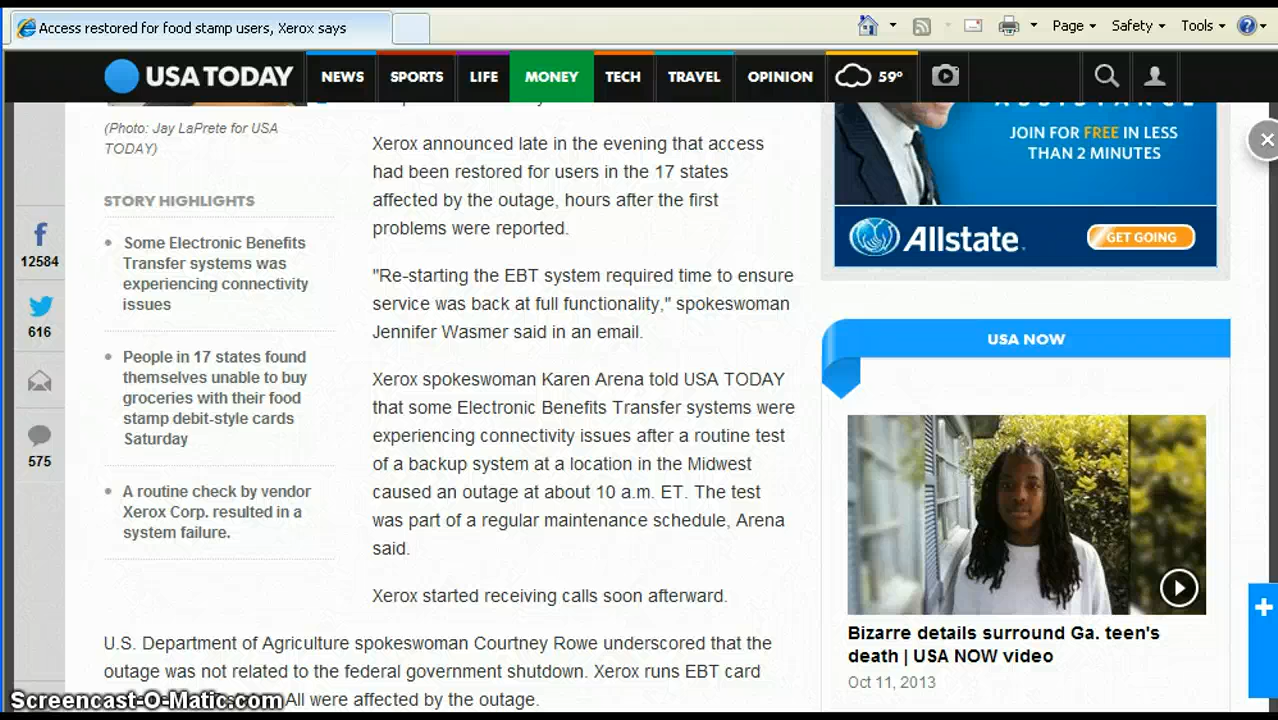 Access restored for food stamp users, Xerox says
Page
Safety
Tools
USA TODAY
NEWS
SPORTS
LIFE
MONEY
TECH
TRAVEL
OPINION
59°
(Photo: Jay LaPrete for USA
TODAY)
STORY HIGHLIGHTS
Some Electronic Benefits
Transfer systems was
experiencing connectivity
issues
People in 17 states found
themselves unable to buy
groceries with their food
stamp debit-style cards
Saturday
A routine check by vendor
Xerox Corp. resulted in a
system failure.
12584
616
575
Xerox announced late in the evening that access
had been restored for users in the 17 states
affected by the outage, hours after the first
problems were reported.
"Re-starting the EBT system required time to ensure
service was back at full functionality," spokeswoman
Jennifer Wasmer said in an email.
Xerox spokeswoman Karen Arena told USA TODAY
that some Electronic Benefits Transfer systems were
experiencing connectivity issues after a routine test
of a backup system at a location in the Midwest
caused an outage at about 10 a.m. ET. The test
was part of a regular maintenance schedule, Arena
said.
Xerox started receiving calls soon afterward.
U.S. Department of Agriculture spokeswoman Courtney Rowe underscored that the
outage was not related to the federal government shutdown. Xerox runs EBT card
All were affected by the outage.
ASSISTANCE
JOIN FOR FREE IN LESS
THAN 2 MINUTES
Allstate
GET GOING
USA NOW
Bizarre details surround Ga. teen's
death | USA NOW video
Oct 11, 2013
Screencast-O-Matic.com